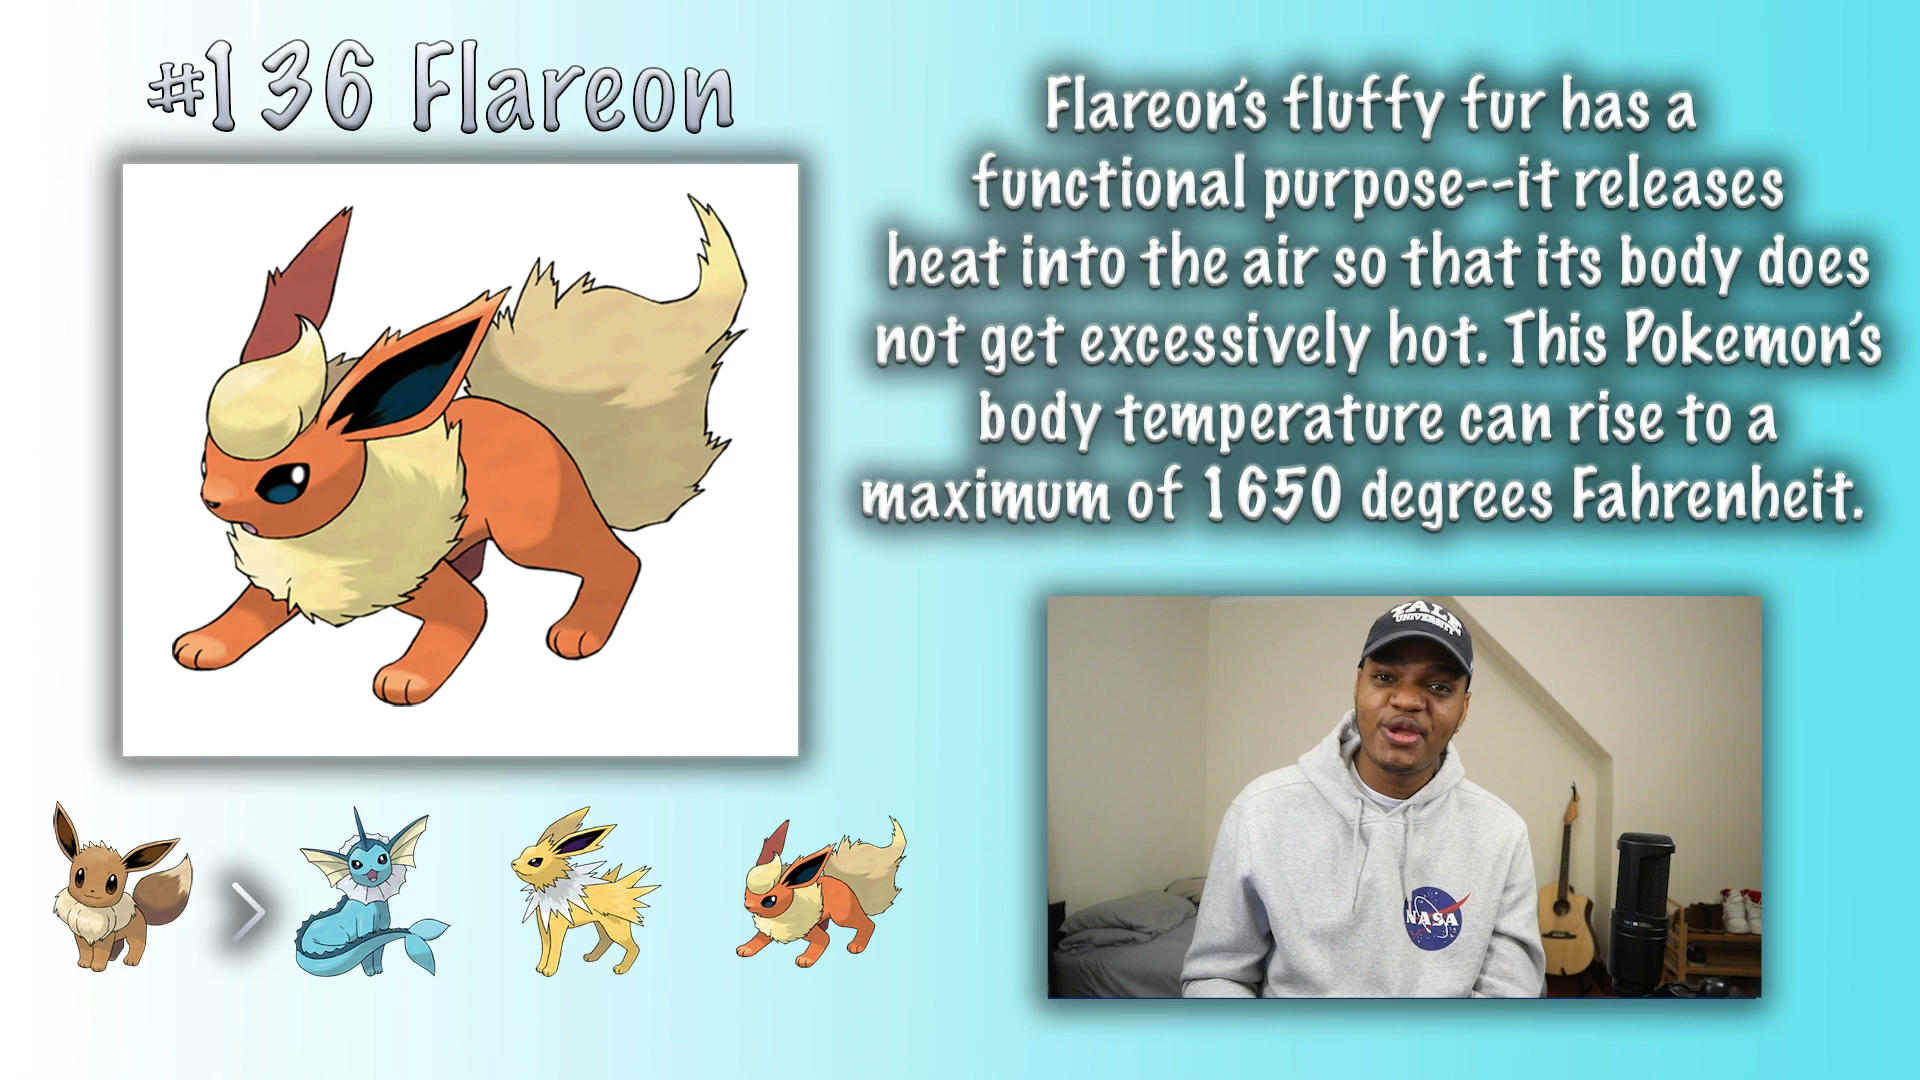 #136 Flareon
Flareon's fluffy fur has a
functional purpose--it releases
heat into the air so that its body does
not get excessively hot. This Pokemon's
body temperature can rise to a
maximum of 1650 degrees Fahrenheit.
YALE
UNIVERSITY
NASA